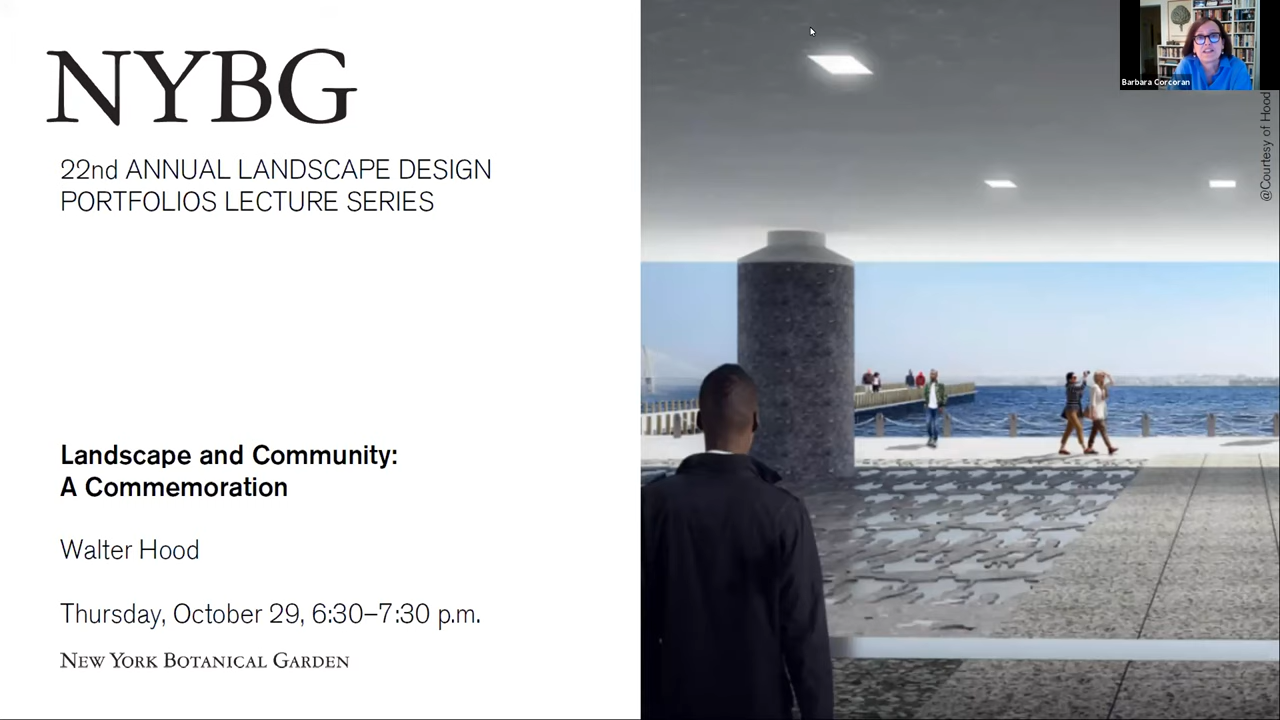 NYBG
22nd ANNUAL LANDSCAPE DESIGN
PORTFOLIOS LECTURE SERIES
Landscape and Community:
A Commemoration
Walter Hood
Thursday, October 29, 6:30–7:30 p.m.
NEW YORK BOTANICAL GARDEN
Barbara Corcoran
@Courtesy of Hood